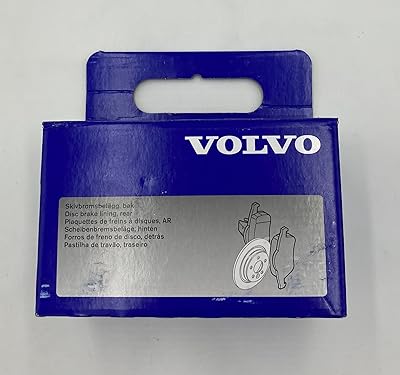 VOLVO
Skivbromsbelägg, bak
Disc brake lining, rear
Plaquettes de freins à disques, AR
Scheibenbremsbeläge, hinten
Forros de freno de disco, detrás
Pastilha de travão, traseiro